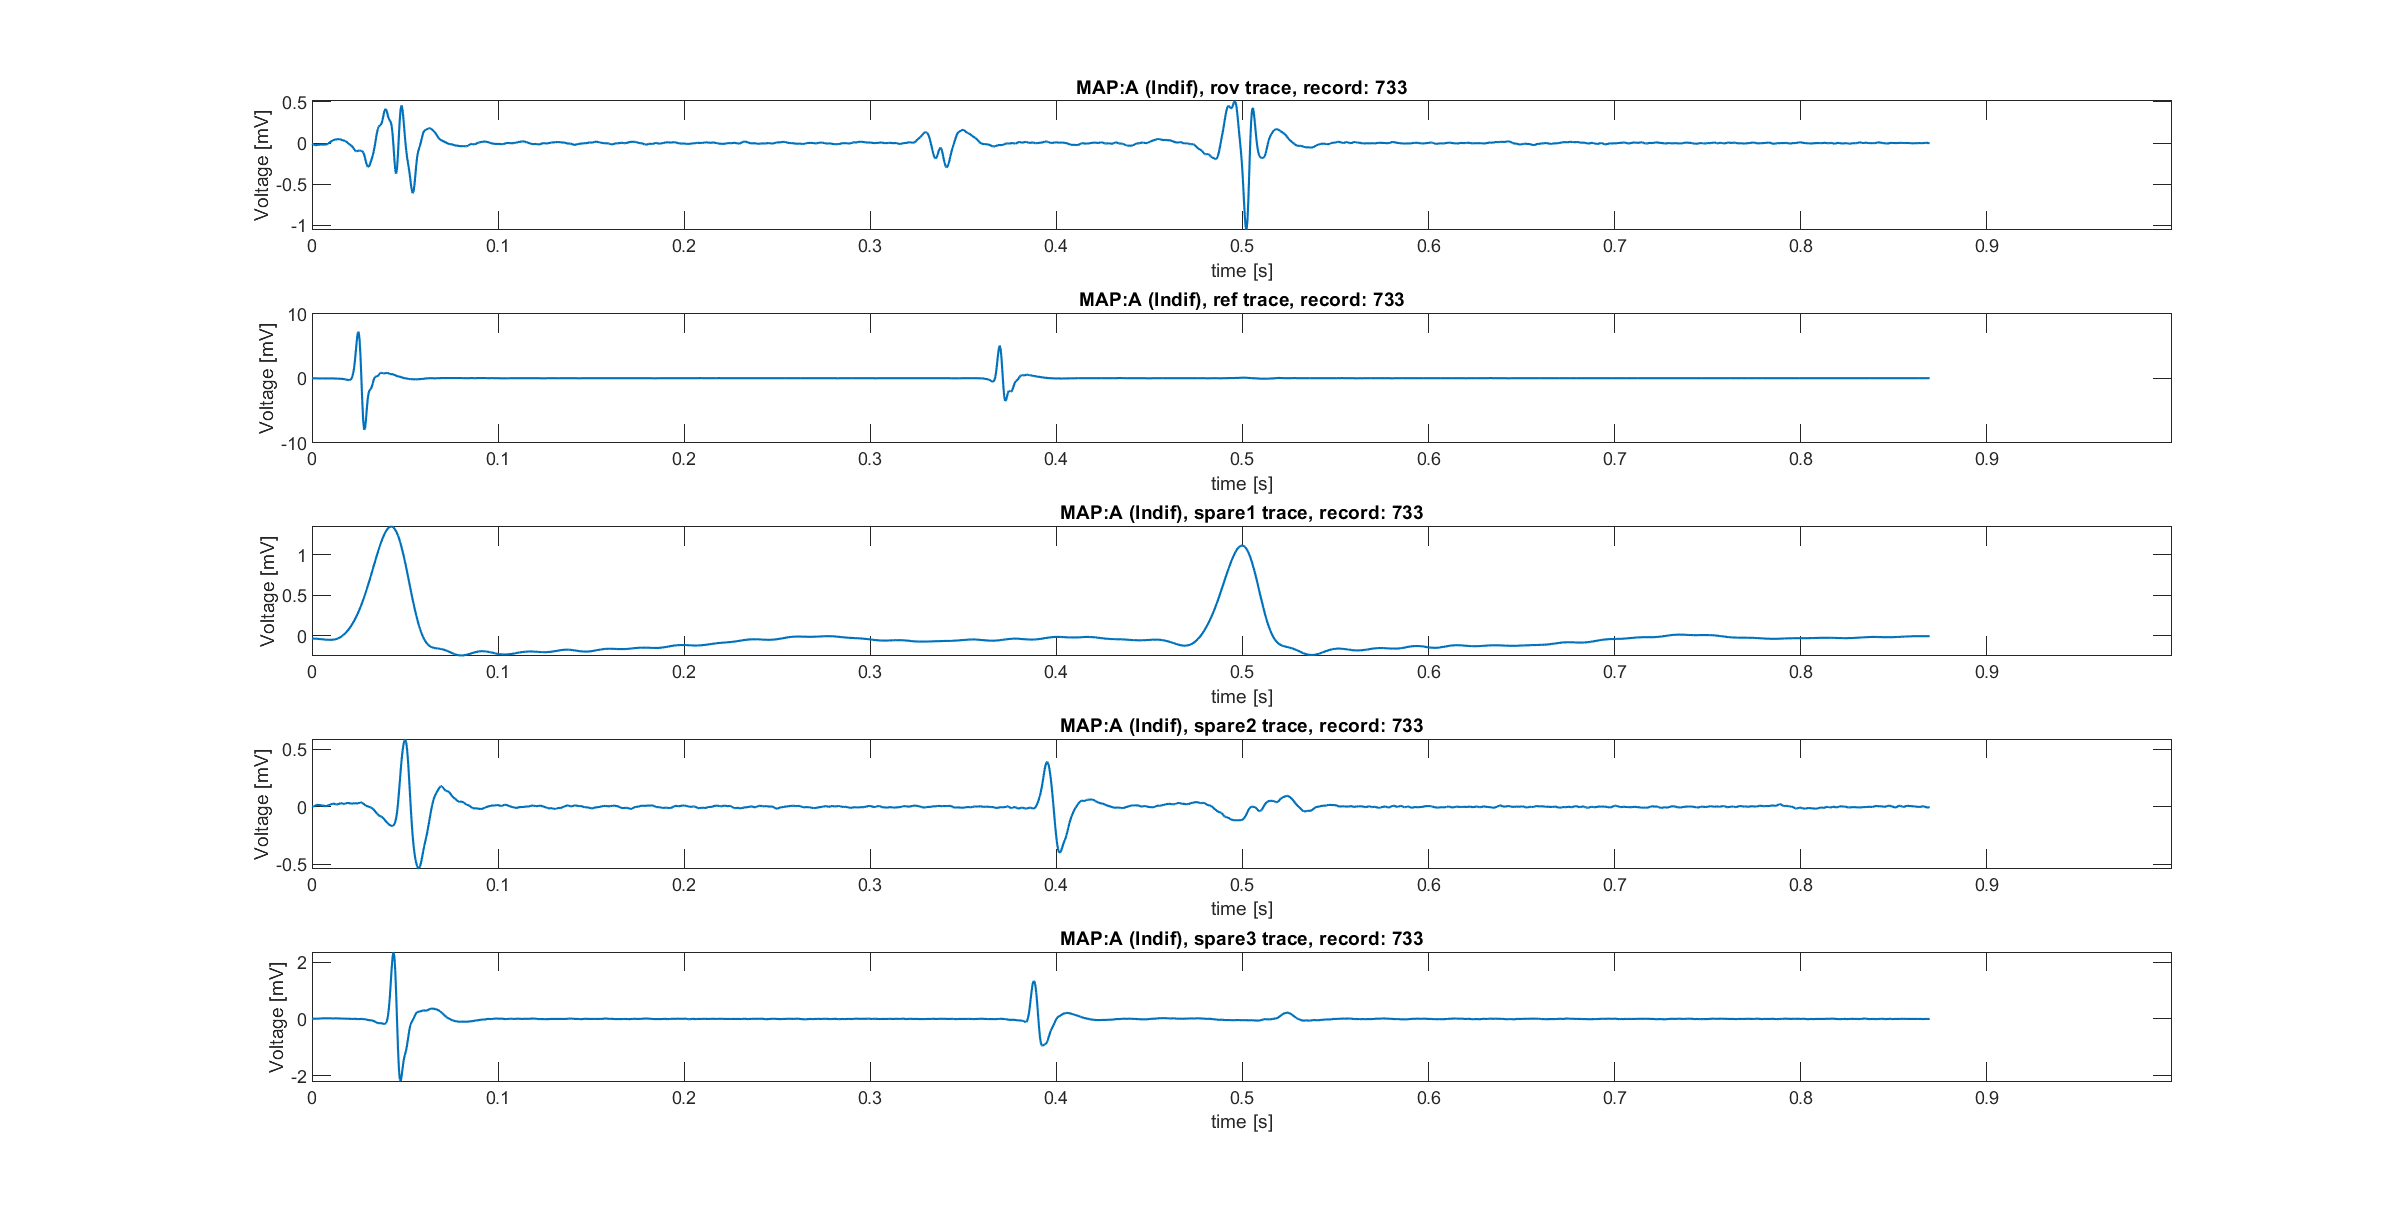 MAP:A (Indif), rov trace, record: 733
Voltage [mV]
0.5
0
-0.5
-1
0 0.1 0.2 0.3 0.4 0.5 0.6 0.7 0.8 0.9
time [s]
MAP:A (Indif), ref trace, record: 733
Voltage [mV]
10
0
-10
0 0.1 0.2 0.3 0.4 0.5 0.6 0.7 0.8 0.9
time [s]
MAP:A (Indif), spare1 trace, record: 733
Voltage [mV]
1
0.5
0
0 0.1 0.2 0.3 0.4 0.5 0.6 0.7 0.8 0.9
time [s]
MAP:A (Indif), spare2 trace, record: 733
Voltage [mV]
0.5
0
-0.5
0 0.1 0.2 0.3 0.4 0.5 0.6 0.7 0.8 0.9
time [s]
MAP:A (Indif), spare3 trace, record: 733
Voltage [mV]
2
0
-2
0 0.1 0.2 0.3 0.4 0.5 0.6 0.7 0.8 0.9
time [s]